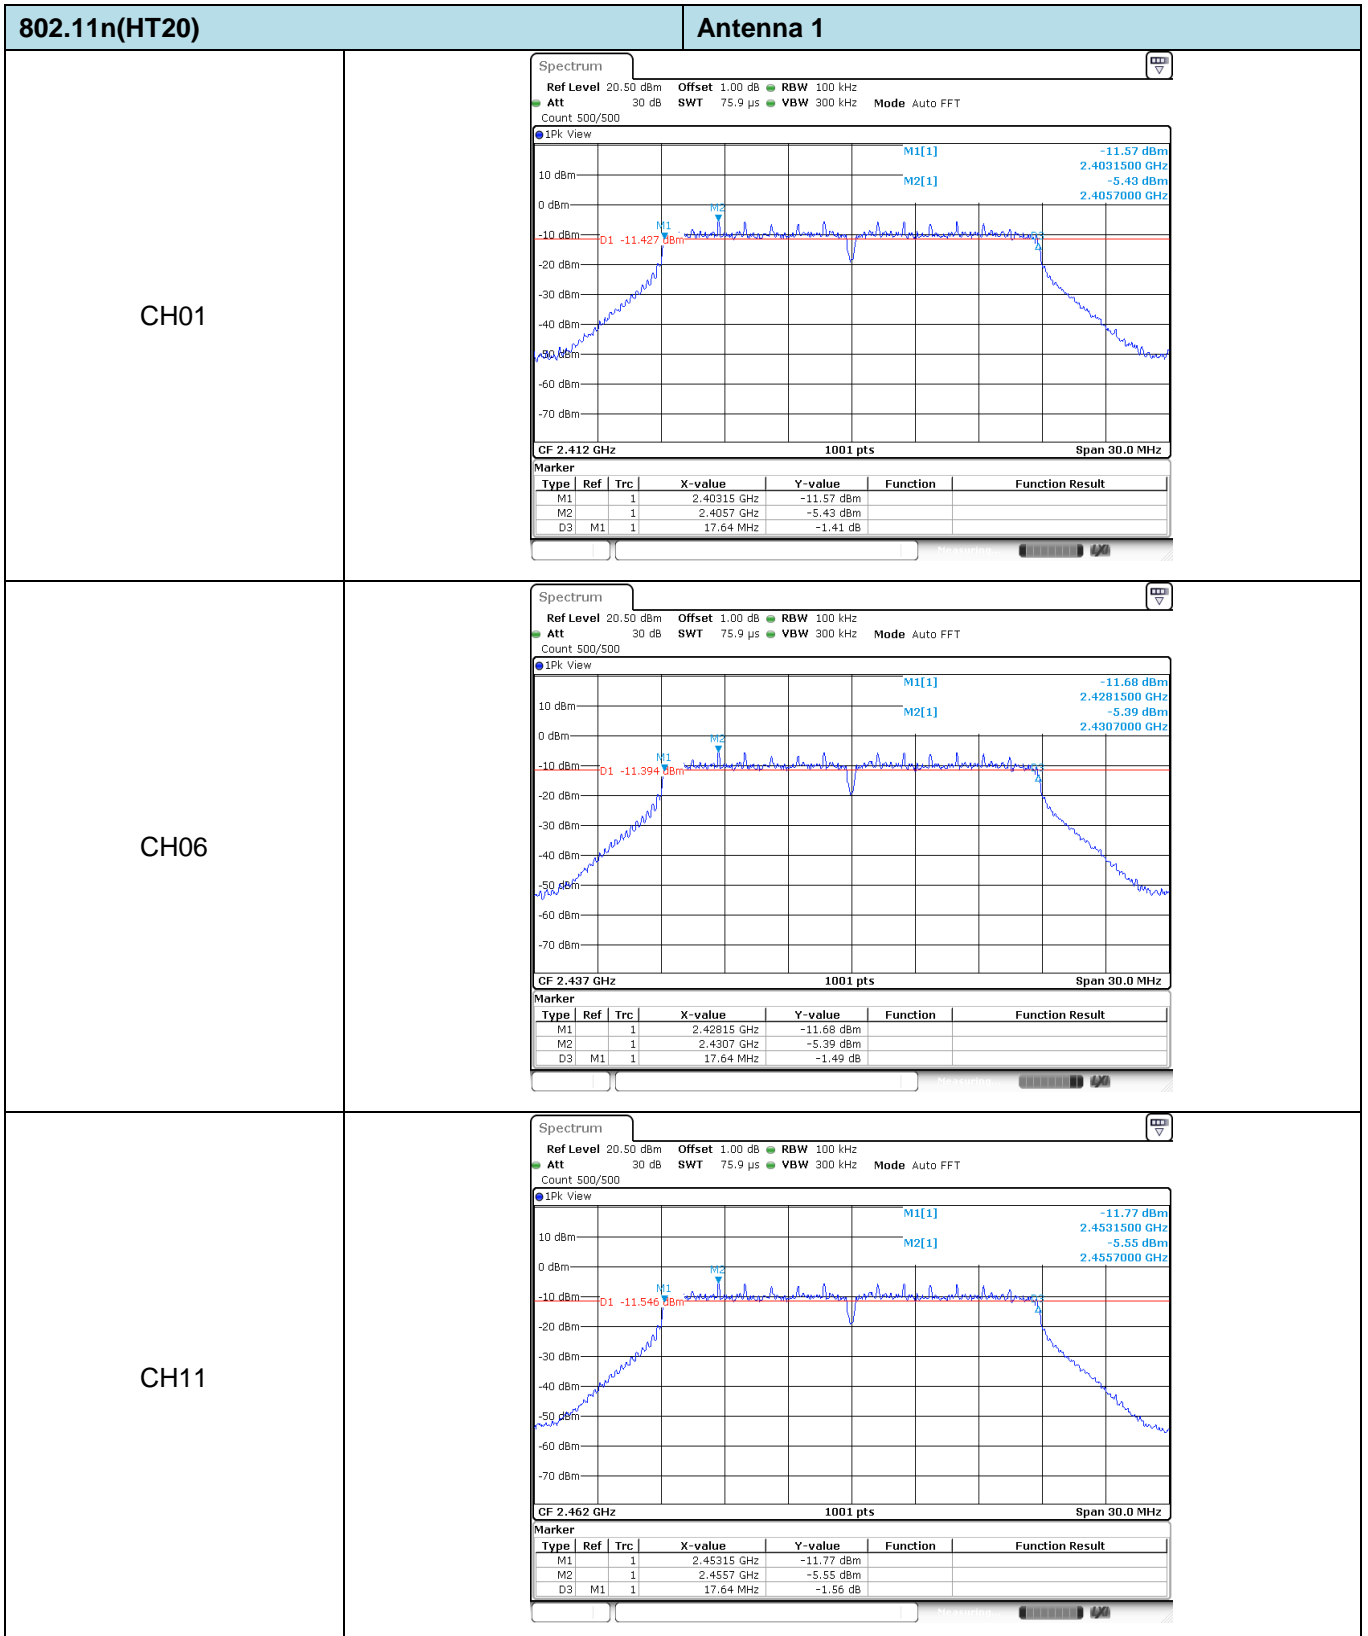 802.11n(HT20) Antenna 1
CH01
Spectrum
Ref Level 20.50 dBm Offset 1.00 dB RBW 100 kHz
Att 30 dB SWT 75.9 µs VBW 300 kHz Mode Auto FFT
Count 500/500
1Pk View
M1[1] -11.57 dBm
2.4031500 GHz
10 dBm
M2[1] -5.43 dBm
2.4057000 GHz
0 dBm
M2
M1
-10 dBm
D1 -11.427 dBm
D3
-20 dBm
-30 dBm
-40 dBm
-50 dBm
-60 dBm
-70 dBm
CF 2.412 GHz 1001 pts Span 30.0 MHz
Marker
Type Ref Trc X-value Y-value Function Function Result
M1 1 2.40315 GHz -11.57 dBm
M2 1 2.4057 GHz -5.43 dBm
D3 M1 1 17.64 MHz -1.41 dB
Measuring
CH06
Spectrum
Ref Level 20.50 dBm Offset 1.00 dB RBW 100 kHz
Att 30 dB SWT 75.9 µs VBW 300 kHz Mode Auto FFT
Count 500/500
1Pk View
M1[1] -11.68 dBm
2.4281500 GHz
10 dBm
M2[1] -5.39 dBm
2.4307000 GHz
0 dBm
M2
M1
-10 dBm
D1 -11.394 dBm
D3
-20 dBm
-30 dBm
-40 dBm
-50 dBm
-60 dBm
-70 dBm
CF 2.437 GHz 1001 pts Span 30.0 MHz
Marker
Type Ref Trc X-value Y-value Function Function Result
M1 1 2.42815 GHz -11.68 dBm
M2 1 2.4307 GHz -5.39 dBm
D3 M1 1 17.64 MHz -1.49 dB
Measuring
CH11
Spectrum
Ref Level 20.50 dBm Offset 1.00 dB RBW 100 kHz
Att 30 dB SWT 75.9 µs VBW 300 kHz Mode Auto FFT
Count 500/500
1Pk View
M1[1] -11.77 dBm
2.4531500 GHz
10 dBm
M2[1] -5.55 dBm
2.4557000 GHz
0 dBm
M2
M1
-10 dBm
D1 -11.546 dBm
D3
-20 dBm
-30 dBm
-40 dBm
-50 dBm
-60 dBm
-70 dBm
CF 2.462 GHz 1001 pts Span 30.0 MHz
Marker
Type Ref Trc X-value Y-value Function Function Result
M1 1 2.45315 GHz -11.77 dBm
M2 1 2.4557 GHz -5.55 dBm
D3 M1 1 17.64 MHz -1.56 dB
Measuring